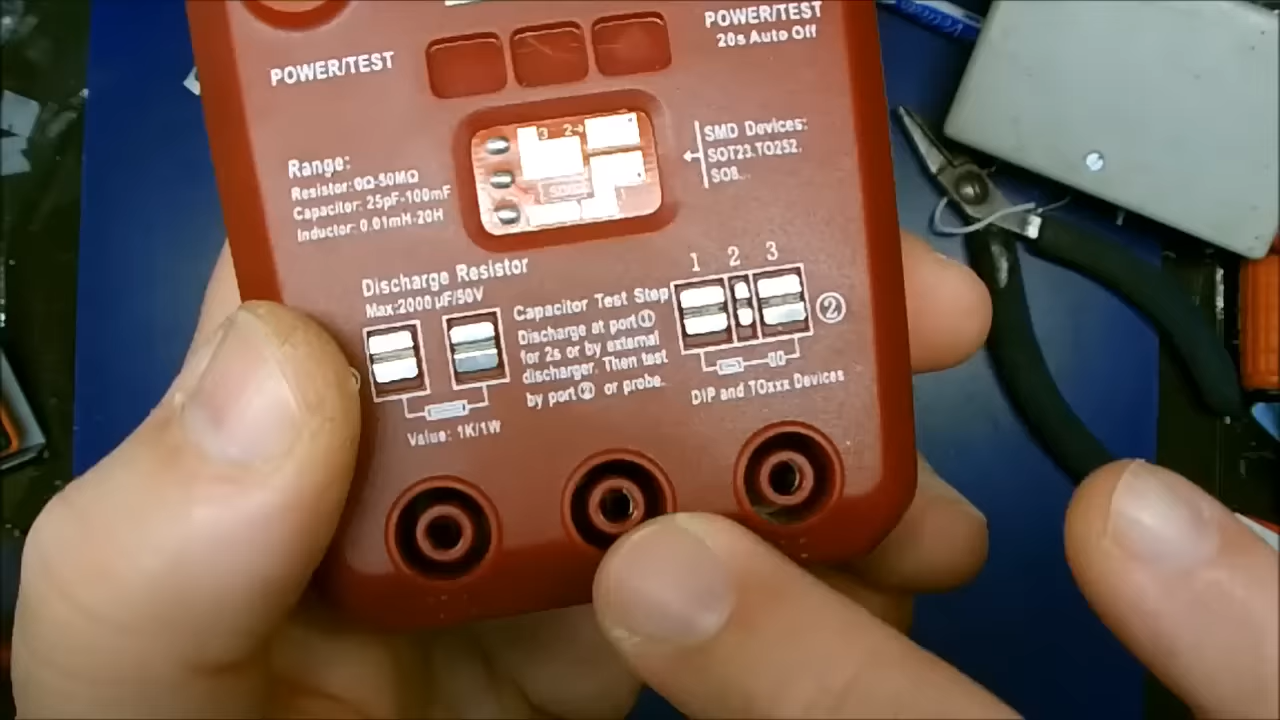 POWER/TEST
POWER/TEST
20s Auto Off
3 2
Range:
Resistor:0Ω-50MΩ
Capacitor: 25pF-100mF
Inductor: 0.01mH-20H
SMD Devices:
SOT23.TO252.
SO8...
1
Discharge Resistor
Max:2000 μF/50V
Value: 1K/1W
Capacitor Test Step
Discharge at port①
for 2s or by external
discharger. Then test
by port② or probe.
1 2 3
②
DIP and TOxxx Devices